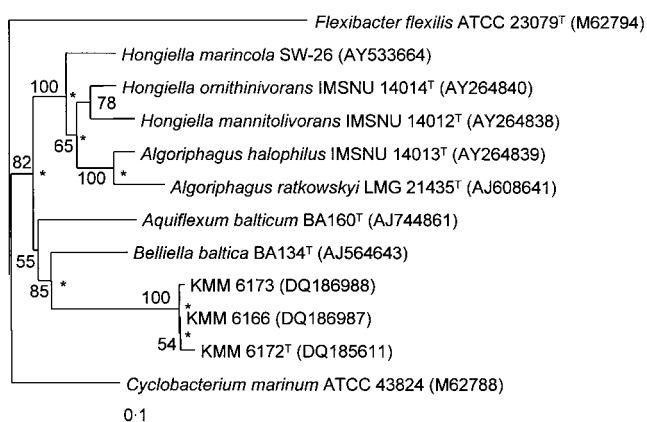 Flexibacter flexilis ATCC 23079ᵀ (M62794)
Hongiella marincola SW-26 (AY533664)
100
*
Hongiella ornithinivorans IMSNU 14014ᵀ (AY264840)
78
Hongiella mannitolivorans IMSNU 14012ᵀ (AY264838)
65
*
Algoriphagus halophilus IMSNU 14013ᵀ (AY264839)
82
*
100
*
Algoriphagus ratkowskyi LMG 21435ᵀ (AJ608641)
Aquiflexum balticum BA160ᵀ (AJ744861)
Belliella baltica BA134ᵀ (AJ564643)
55
85
*
KMM 6173 (DQ186988)
100
*
KMM 6166 (DQ186987)
*
54
KMM 6172ᵀ (DQ185611)
Cyclobacterium marinum ATCC 43824 (M62788)
0·1